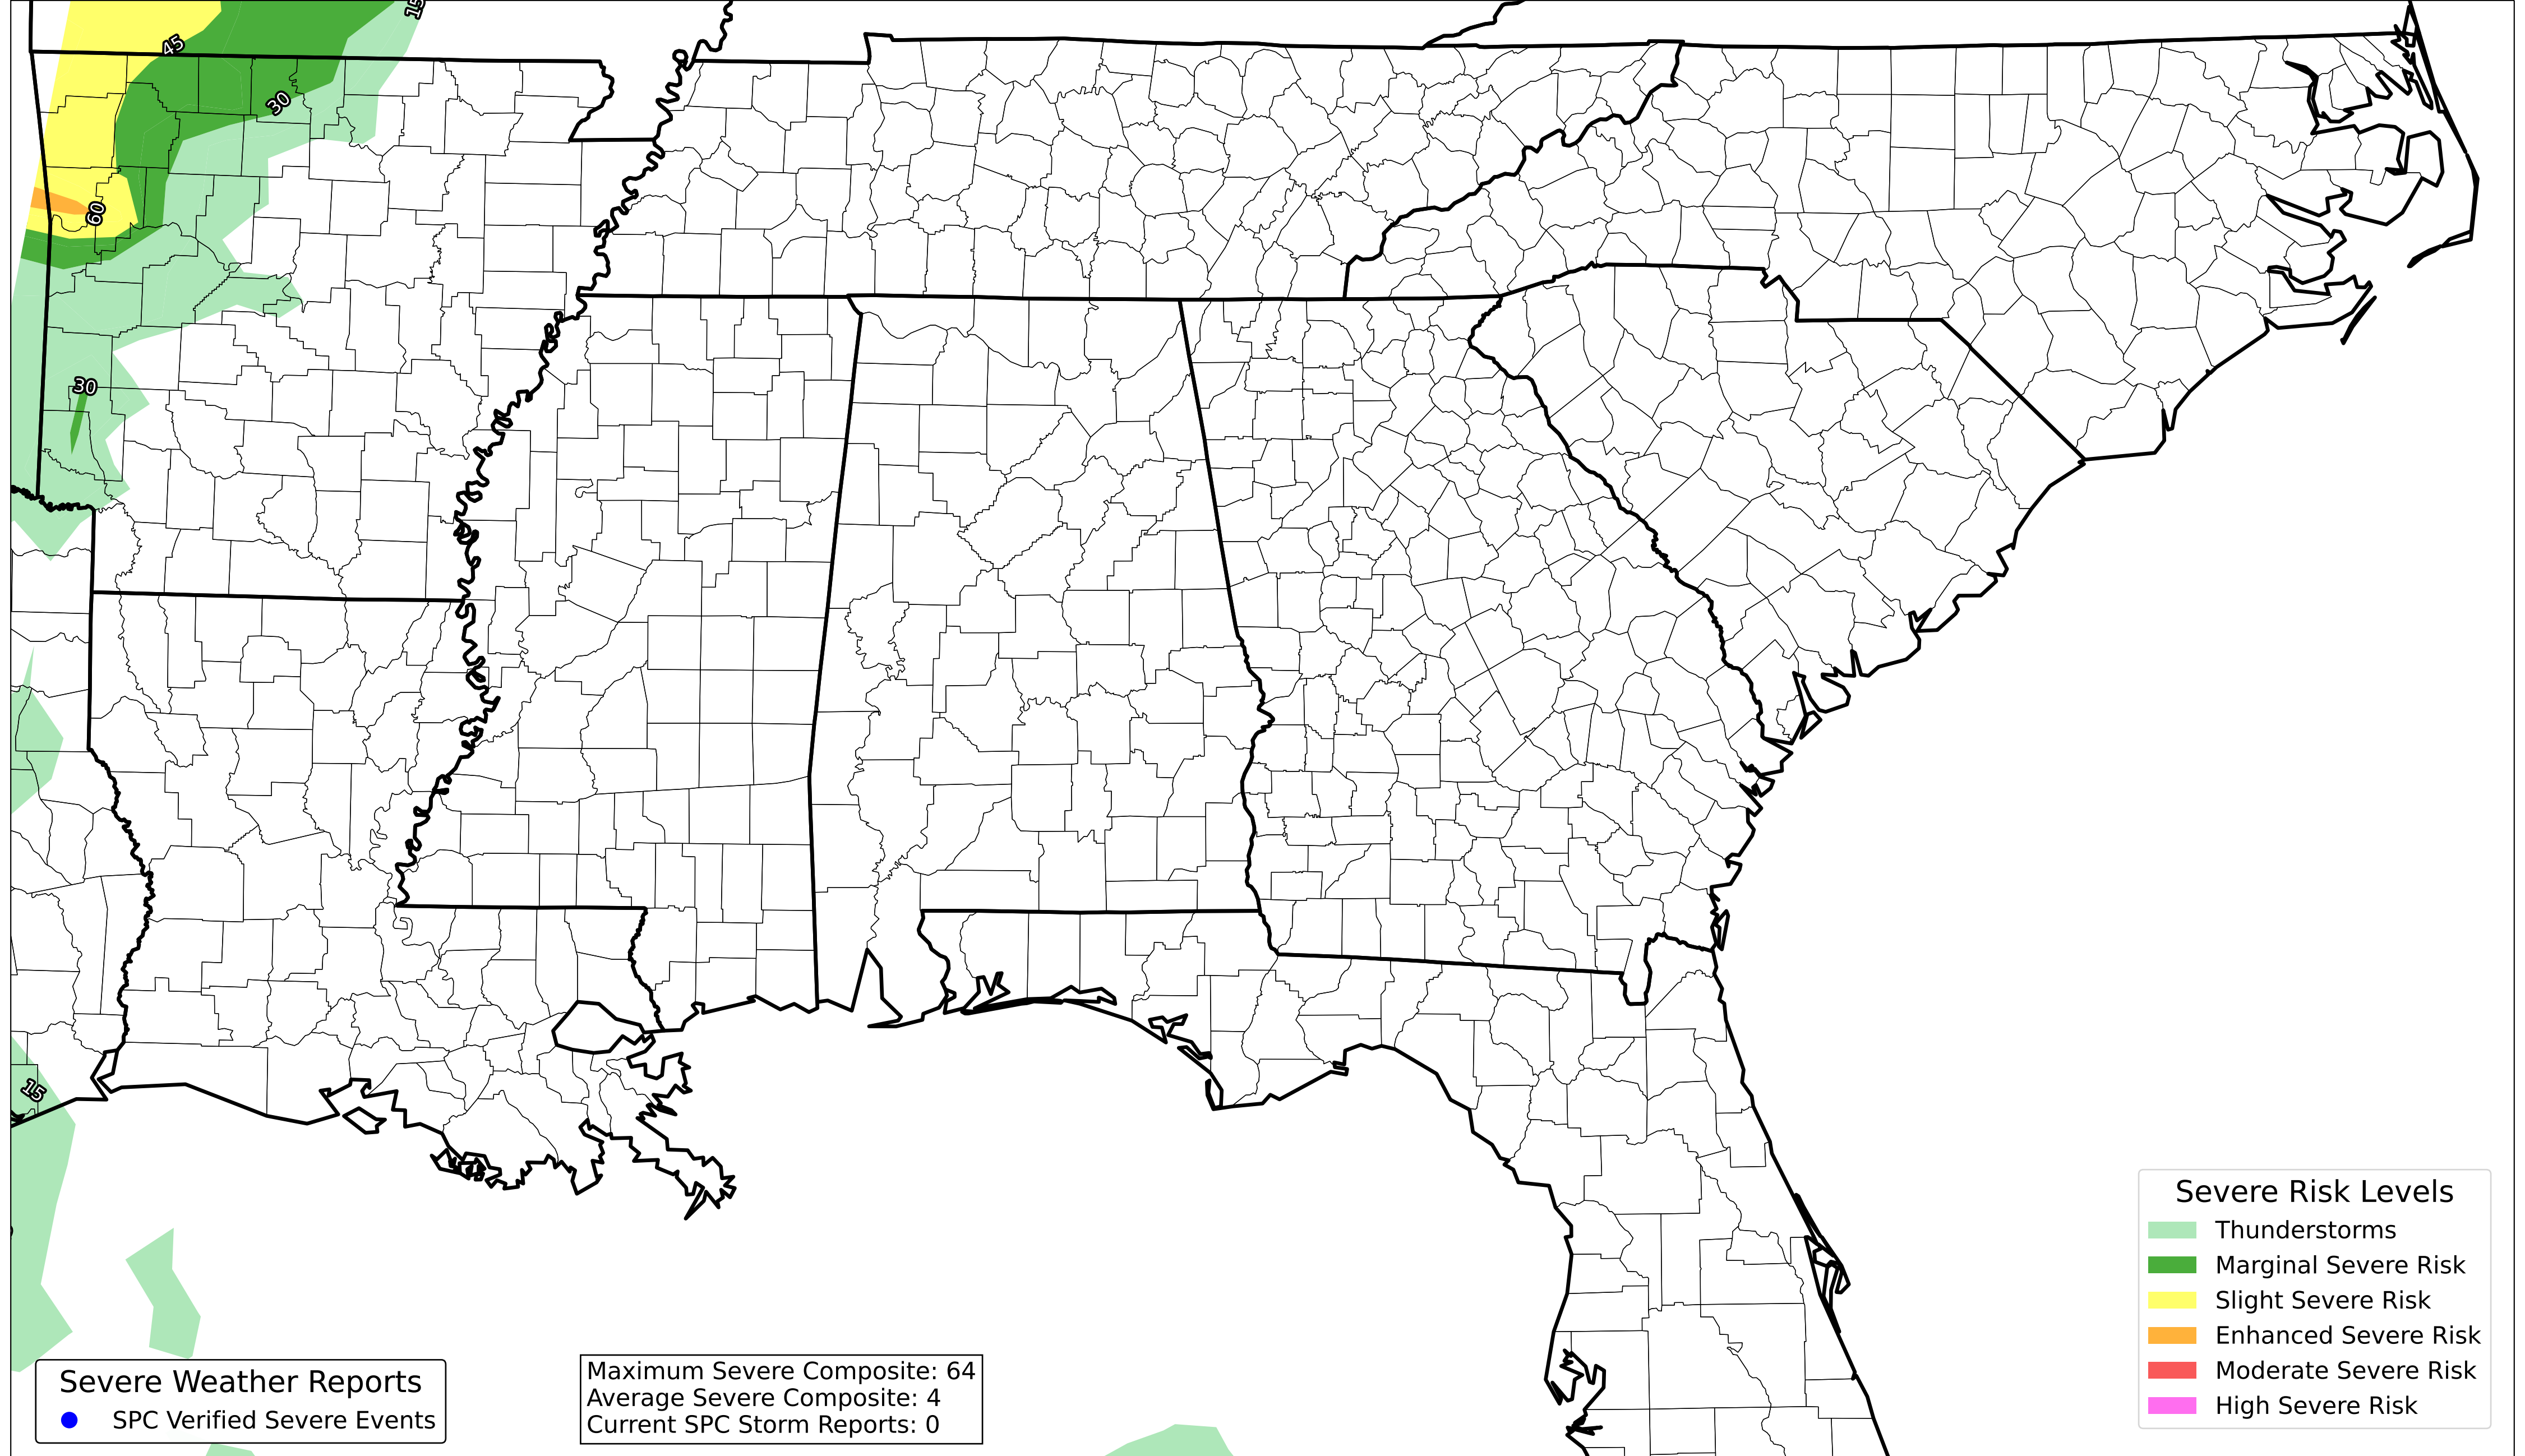 15
45
30
60
30
15
Severe Risk Levels
Thunderstorms
Marginal Severe Risk
Slight Severe Risk
Enhanced Severe Risk
Moderate Severe Risk
High Severe Risk
Severe Weather Reports
SPC Verified Severe Events
Maximum Severe Composite: 64
Average Severe Composite: 4
Current SPC Storm Reports: 0